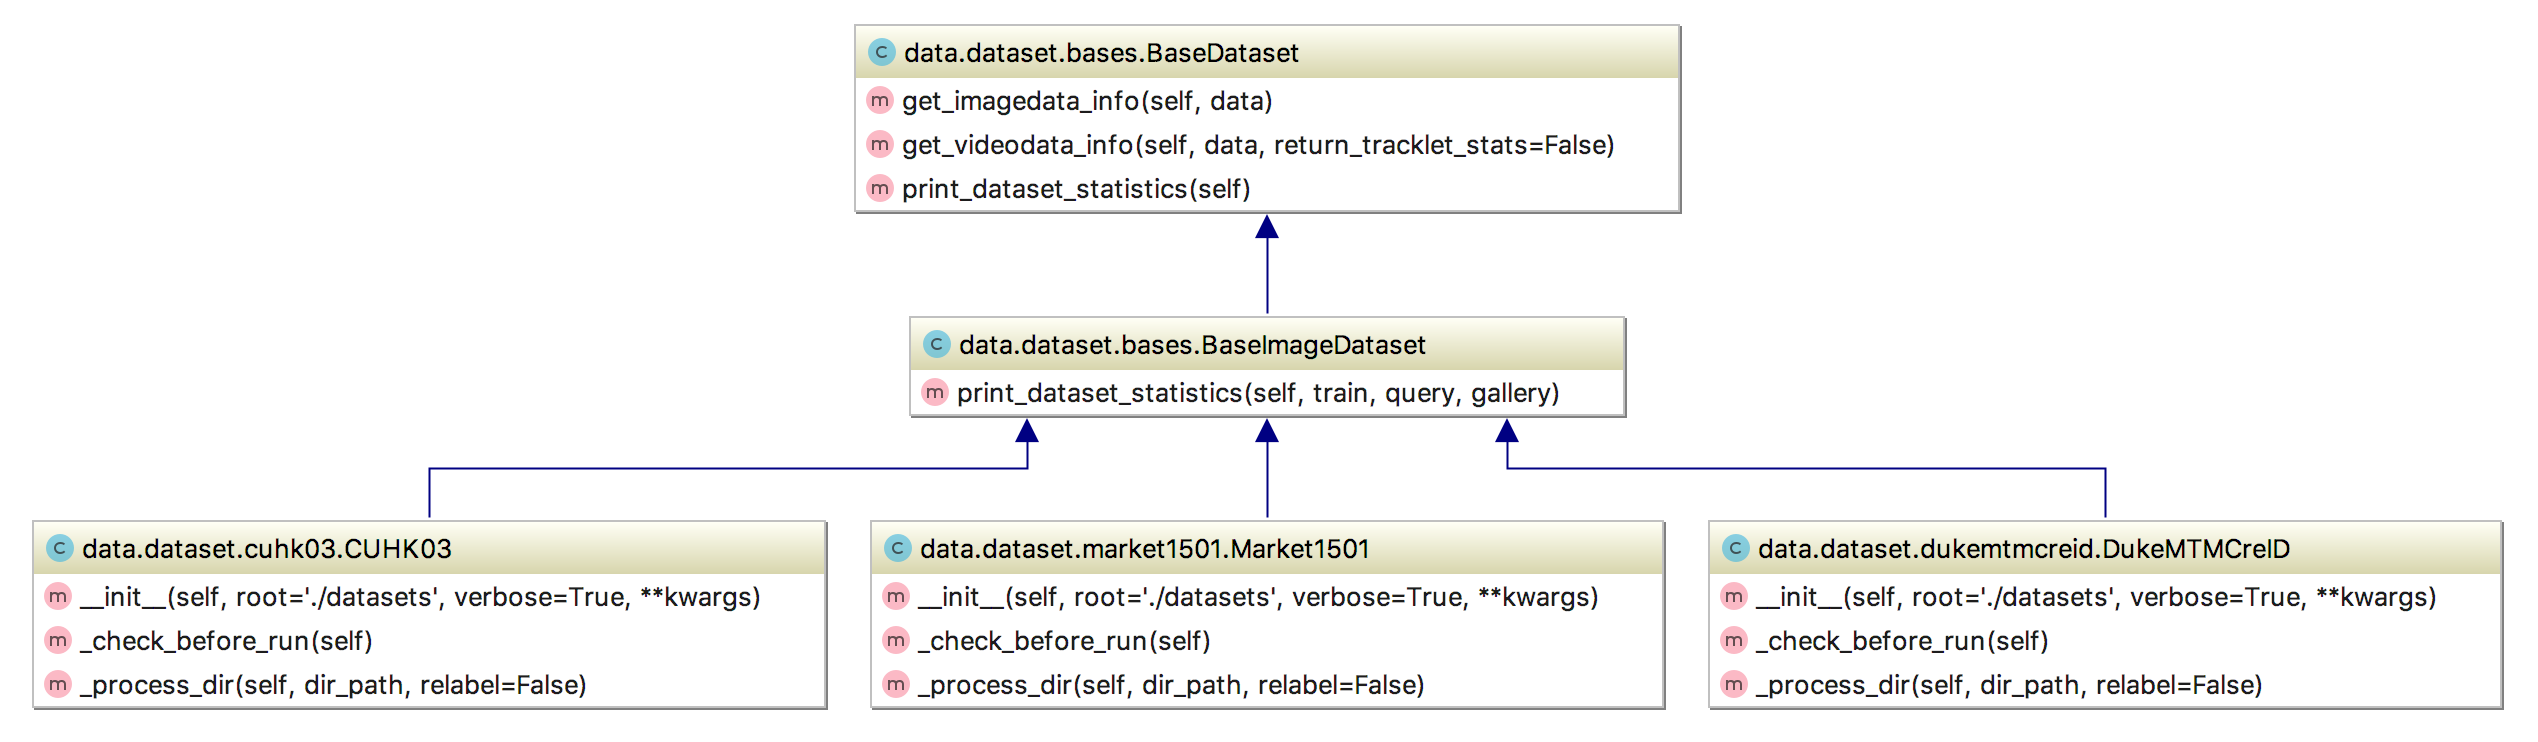 C data.dataset.bases.BaseDataset
m get_imagedata_info(self, data)
m get_videodata_info(self, data, return_tracklet_stats=False)
m print_dataset_statistics(self)
C data.dataset.bases.BaseImageDataset
m print_dataset_statistics(self, train, query, gallery)
C data.dataset.cuhk03.CUHK03
m __init__(self, root='./datasets', verbose=True, **kwargs)
m _check_before_run(self)
m _process_dir(self, dir_path, relabel=False)
C data.dataset.market1501.Market1501
m __init__(self, root='./datasets', verbose=True, **kwargs)
m _check_before_run(self)
m _process_dir(self, dir_path, relabel=False)
C data.dataset.dukemtmcreid.DukeMTMCreID
m __init__(self, root='./datasets', verbose=True, **kwargs)
m _check_before_run(self)
m _process_dir(self, dir_path, relabel=False)